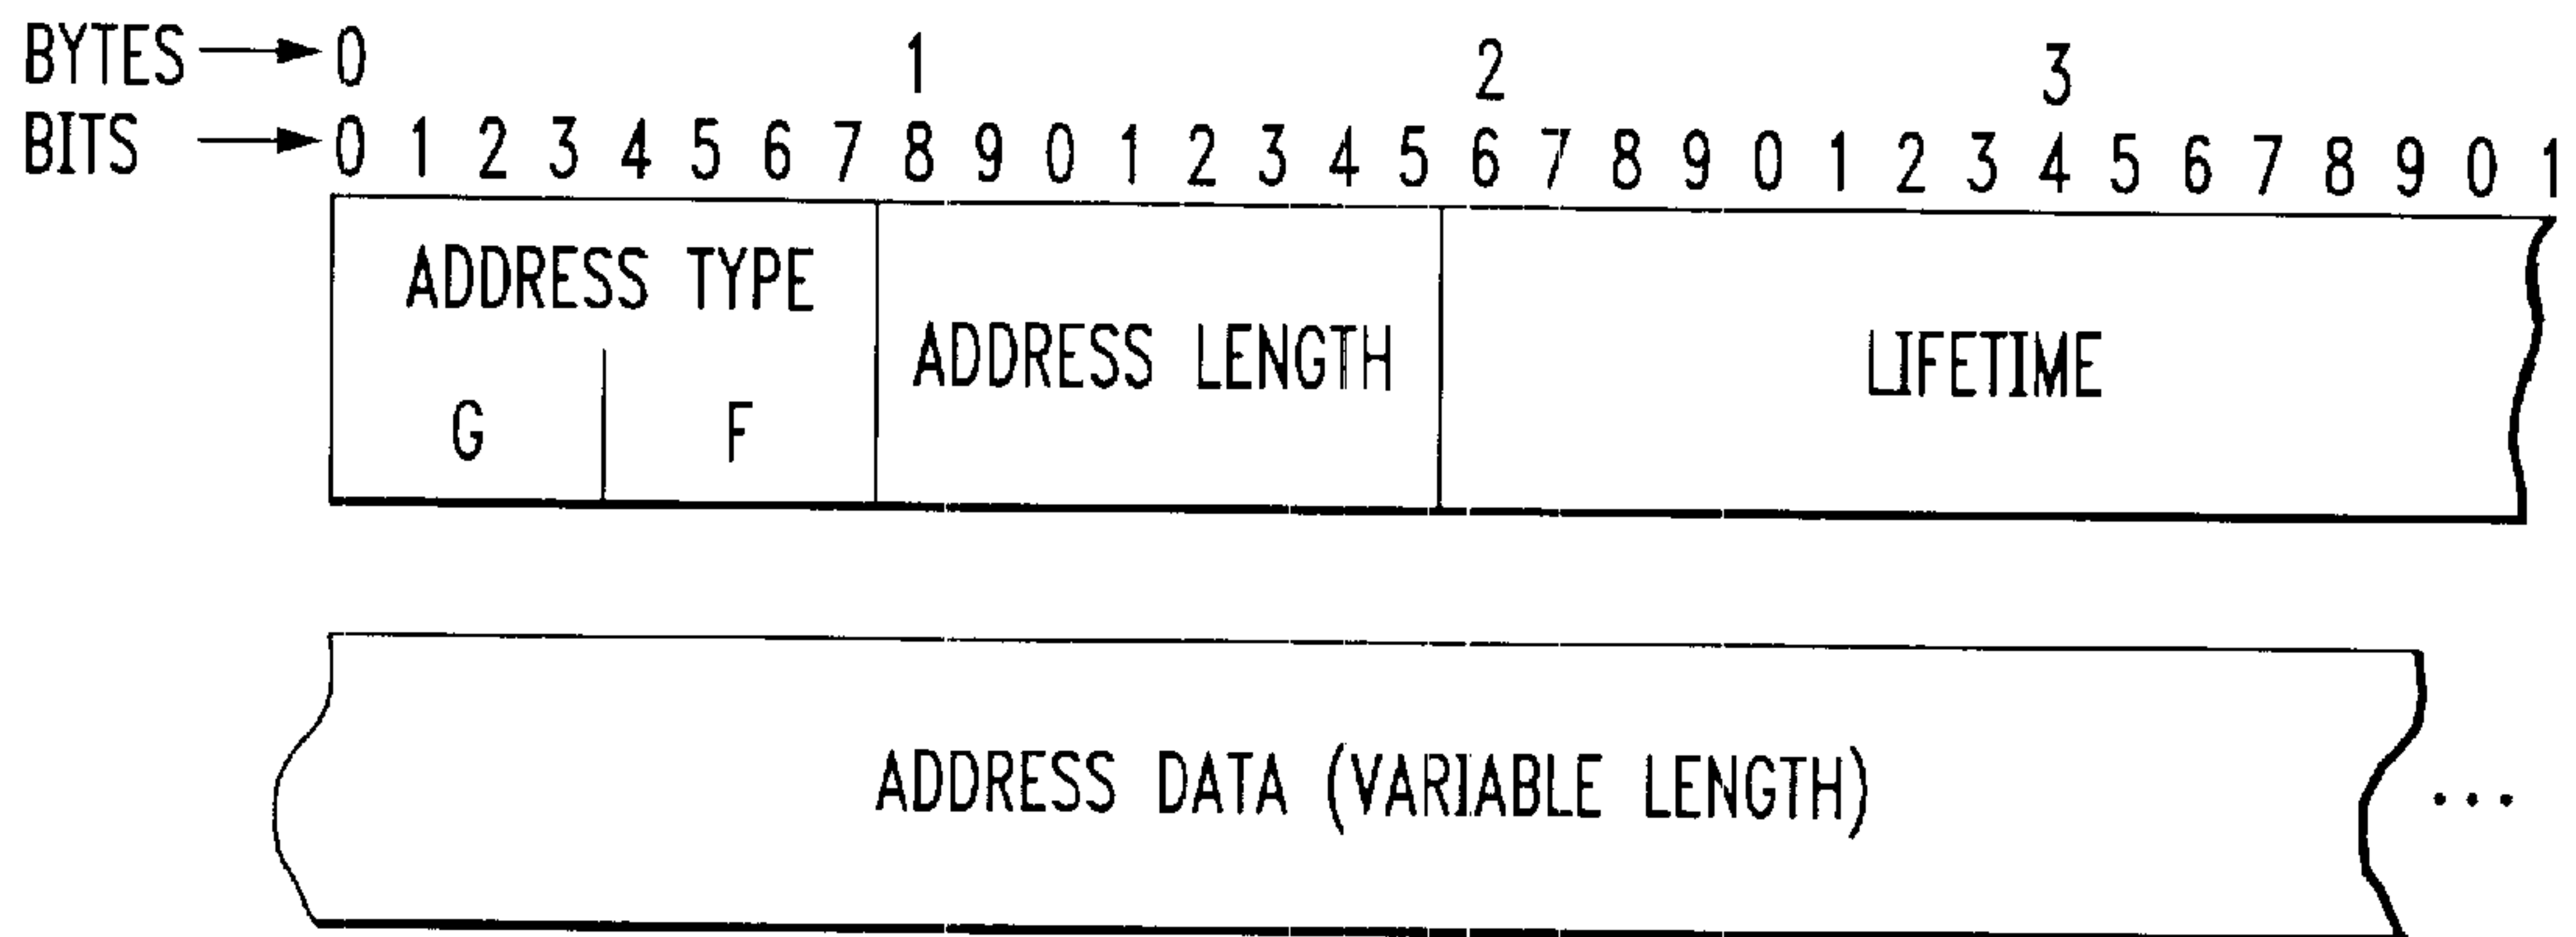 BYTES 0 1 2 3
BITS 0 1 2 3 4 5 6 7 8 9 0 1 2 3 4 5 6 7 8 9 0 1 2 3 4 5 6 7 8 9 0 1
ADDRESS TYPE
ADDRESS LENGTH
LIFETIME
G F
ADDRESS DATA (VARIABLE LENGTH) ...